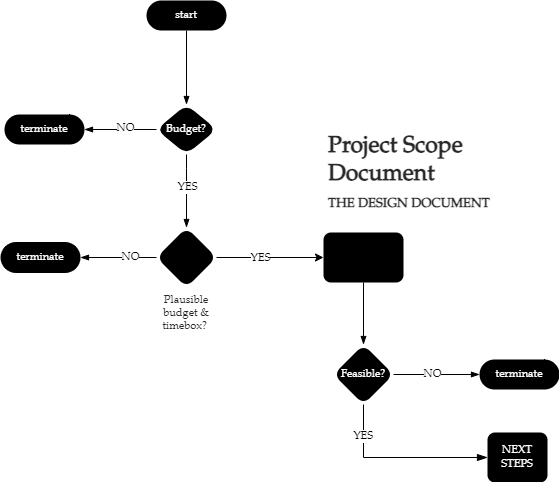 start
Budget?
NO
terminate
YES
Project Scope
Document
THE DESIGN DOCUMENT
terminate
NO
YES
Plausible
budget &
timebox?
Feasible?
NO
terminate
YES
NEXT
STEPS